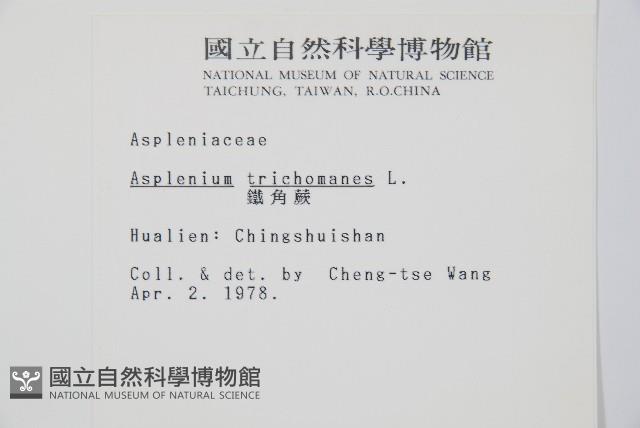 國立自然科學博物館
NATIONAL MUSEUM OF NATURAL SCIENCE
TAICHUNG, TAIWAN, R.O.CHINA
Aspleniaceae
Asplenium trichomanes L.
鐵角蕨
Hualien: Chingshuishan
Coll. & det. by Cheng-tse Wang
Apr. 2. 1978.
國立自然科學博物館
NATIONAL MUSEUM OF NATURAL SCIENCE